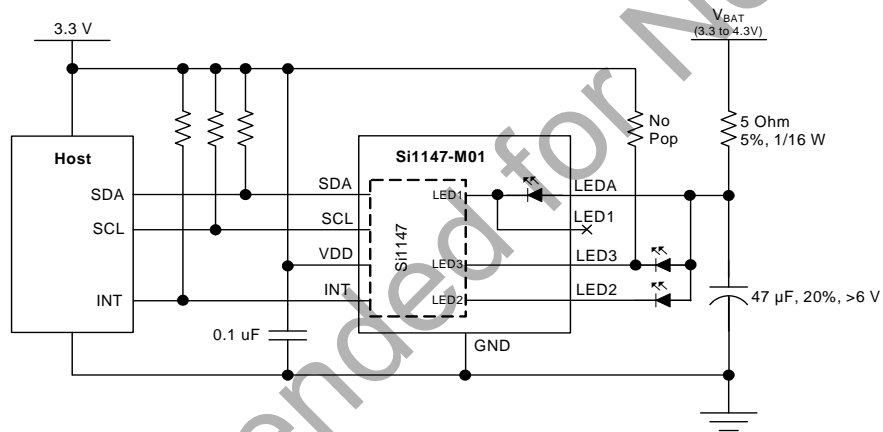 3.3 V
V_BAT
(3.3 to 4.3V)
No
Pop
5 Ohm
5%, 1/16 W
Host
Si1147-M01
SDA
SDA
LED1
LEDA
SCL
SCL
LED1
Si1147
VDD
LED3
LED3
INT
INT
LED2
LED2
0.1 uF
47 µF, 20%, >6 V
GND
ended for N